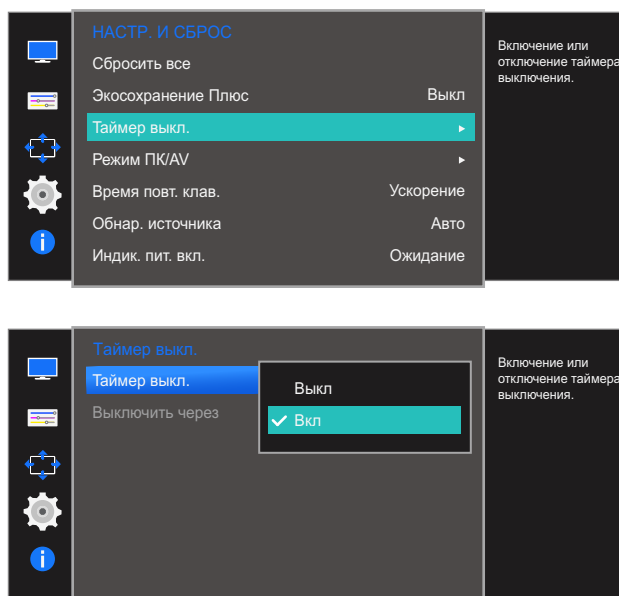 НАСТР. И СБРОС
Сбросить все
Экосохранение Плюс Выкл
Таймер выкл.
Режим ПК/AV
Время повт. клав. Ускорение
Обнар. источника Авто
Индик. пит. вкл. Ожидание
Включение или
отключение таймера
выключения.
Таймер выкл.
Таймер выкл.
Выключить через
Выкл
Вкл
Включение или
отключение таймера
выключения.